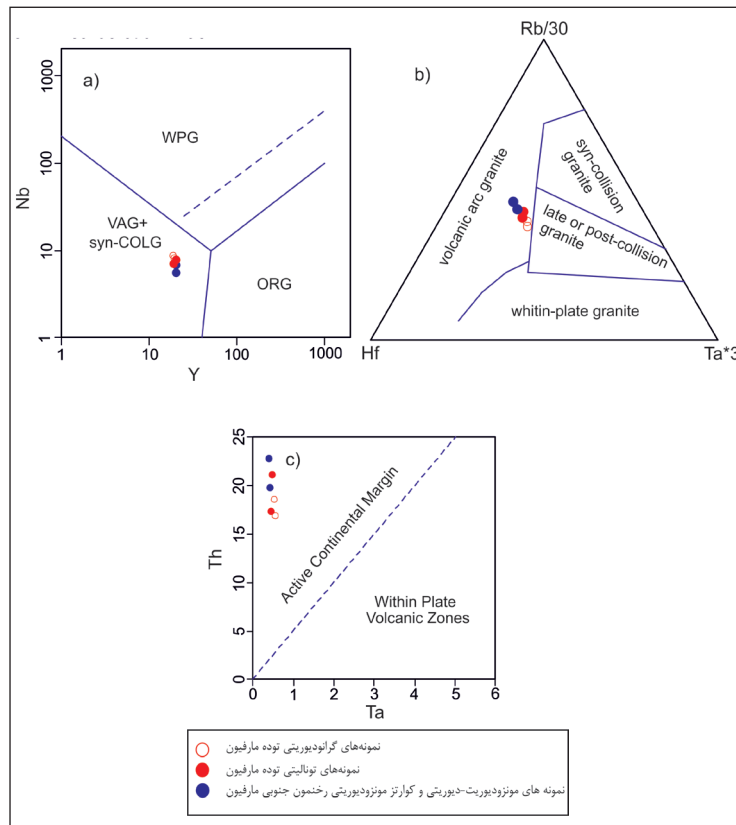 a)
1000
100
10
1
Nb
WPG
VAG+
syn-COLG
ORG
1
10
100
1000
Y
b)
Rb/30
volcanic arc granite
syn-collision
granite
late or post-collision
granite
whitin-plate granite
Hf
Ta*3
c)
25
20
15
10
5
0
Th
Active Continental Margin
Within Plate
Volcanic Zones
0 1 2 3 4 5 6
Ta
نمونه‌های گرانودیوریتی توده مارفیون
نمونه‌های تونالیتی توده مارفیون
نمونه های مونزودیوریت-دیوریتی و کوارتز مونزودیوریتی رخنمون جنوبی مارفیون